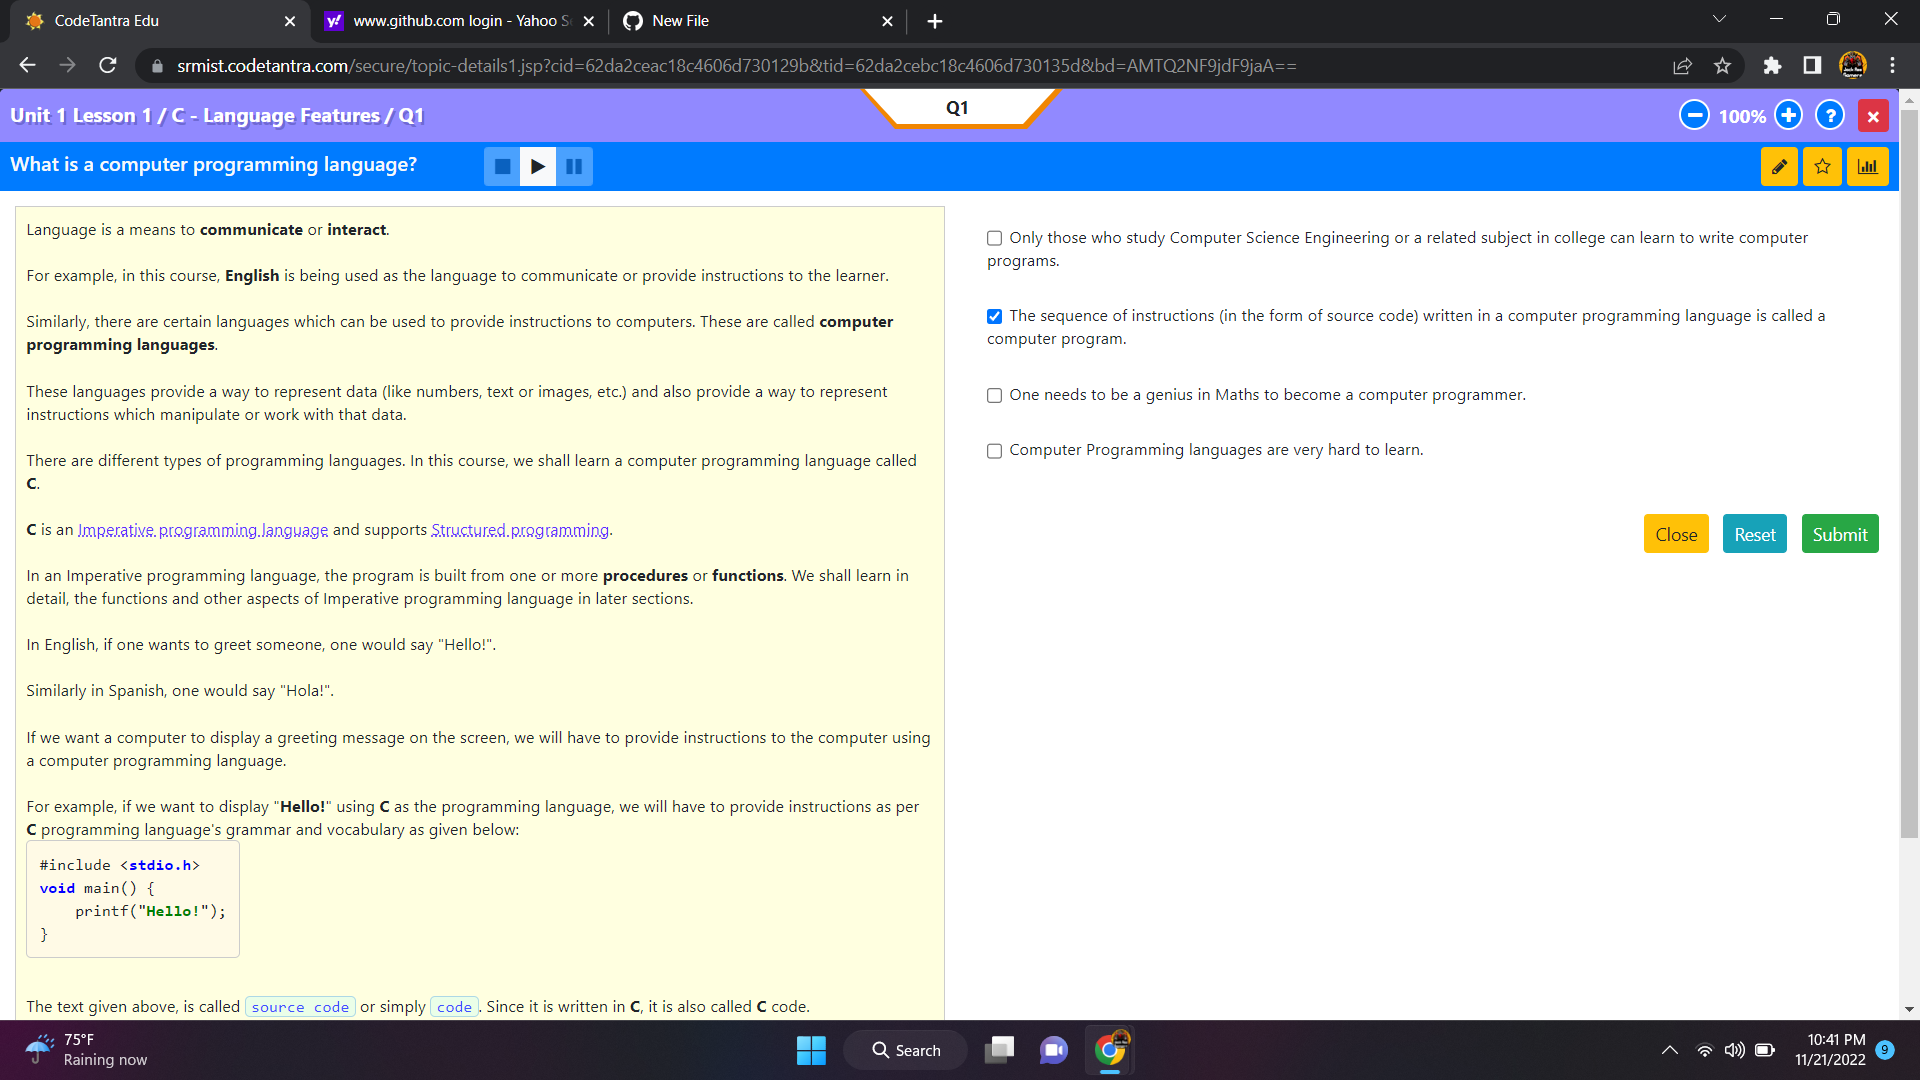 CodeTantra Edu
www.github.com login - Yahoo S
New File
srmist.codetantra.com/secure/topic-details1.jsp?cid=62da2ceac18c4606d730129b&tid=62da2cebc18c4606d730135d&bd=AMTQ2NF9jdF9jaA==
Unit 1 Lesson 1 / C - Language Features / Q1
Q1
100%
What is a computer programming language?
Language is a means to communicate or interact.
For example, in this course, English is being used as the language to communicate or provide instructions to the learner.
Similarly, there are certain languages which can be used to provide instructions to computers. These are called computer
programming languages.
These languages provide a way to represent data (like numbers, text or images, etc.) and also provide a way to represent
instructions which manipulate or work with that data.
There are different types of programming languages. In this course, we shall learn a computer programming language called
C.
C is an Imperative programming language and supports Structured programming.
In an Imperative programming language, the program is built from one or more procedures or functions. We shall learn in
detail, the functions and other aspects of Imperative programming language in later sections.
In English, if one wants to greet someone, one would say "Hello!".
Similarly in Spanish, one would say "Hola!".
If we want a computer to display a greeting message on the screen, we will have to provide instructions to the computer using
a computer programming language.
For example, if we want to display "Hello!" using C as the programming language, we will have to provide instructions as per
C programming language's grammar and vocabulary as given below:
#include <stdio.h>
void main() {
    printf("Hello!");
}
The text given above, is called source code or simply code. Since it is written in C, it is also called C code.
Only those who study Computer Science Engineering or a related subject in college can learn to write computer
programs.
The sequence of instructions (in the form of source code) written in a computer programming language is called a
computer program.
One needs to be a genius in Maths to become a computer programmer.
Computer Programming languages are very hard to learn.
Close
Reset
Submit
75°F
Raining now
Search
10:41 PM
11/21/2022
9